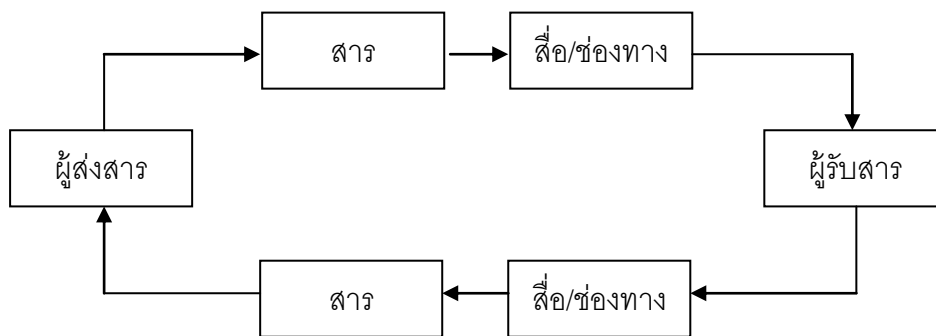 สาร
สื่อ/ช่องทาง
ผู้ส่งสาร
ผู้รับสาร
สาร
สื่อ/ช่องทาง